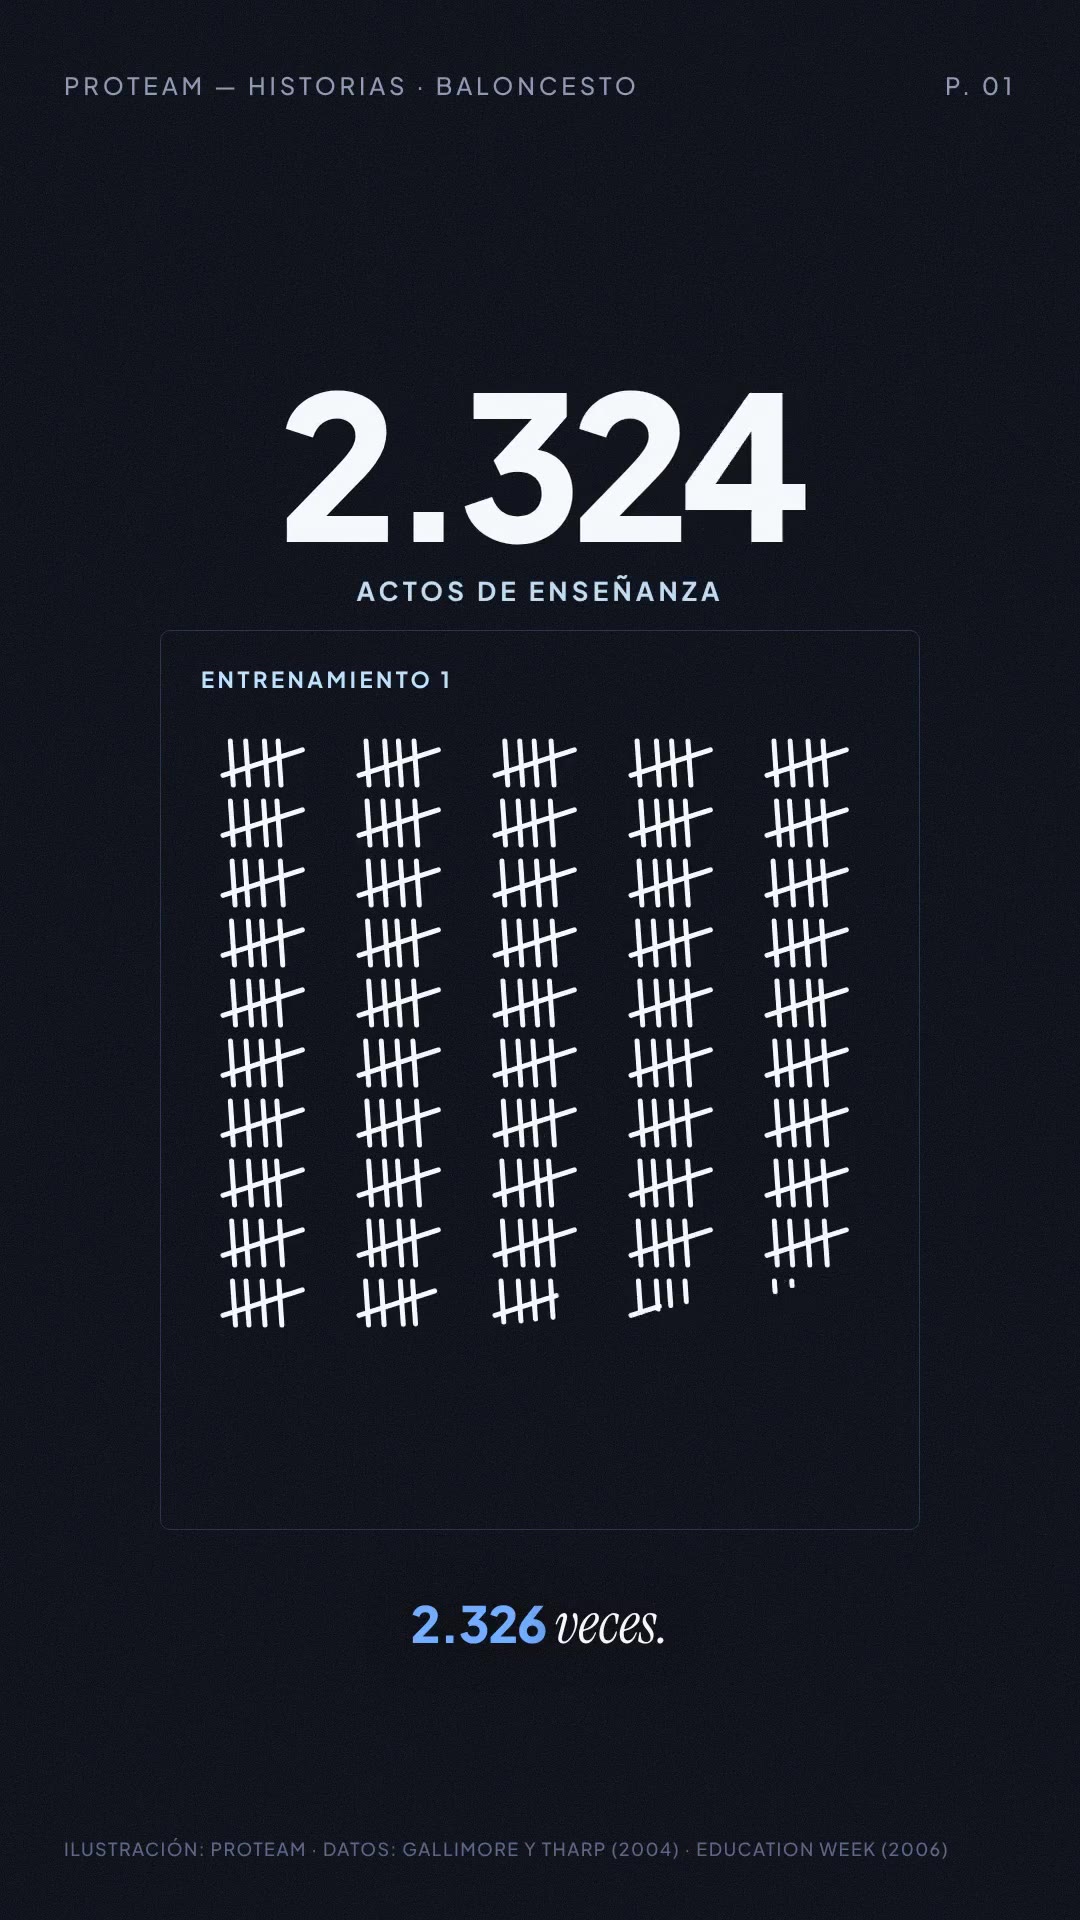 PROTEAM — HISTORIAS · BALONCESTO
P. 01
2.324
ACTOS DE ENSEÑANZA
ENTRENAMIENTO 1
2.326 veces.
ILUSTRACIÓN: PROTEAM · DATOS: GALLIMORE Y THARP (2004) · EDUCATION WEEK (2006)